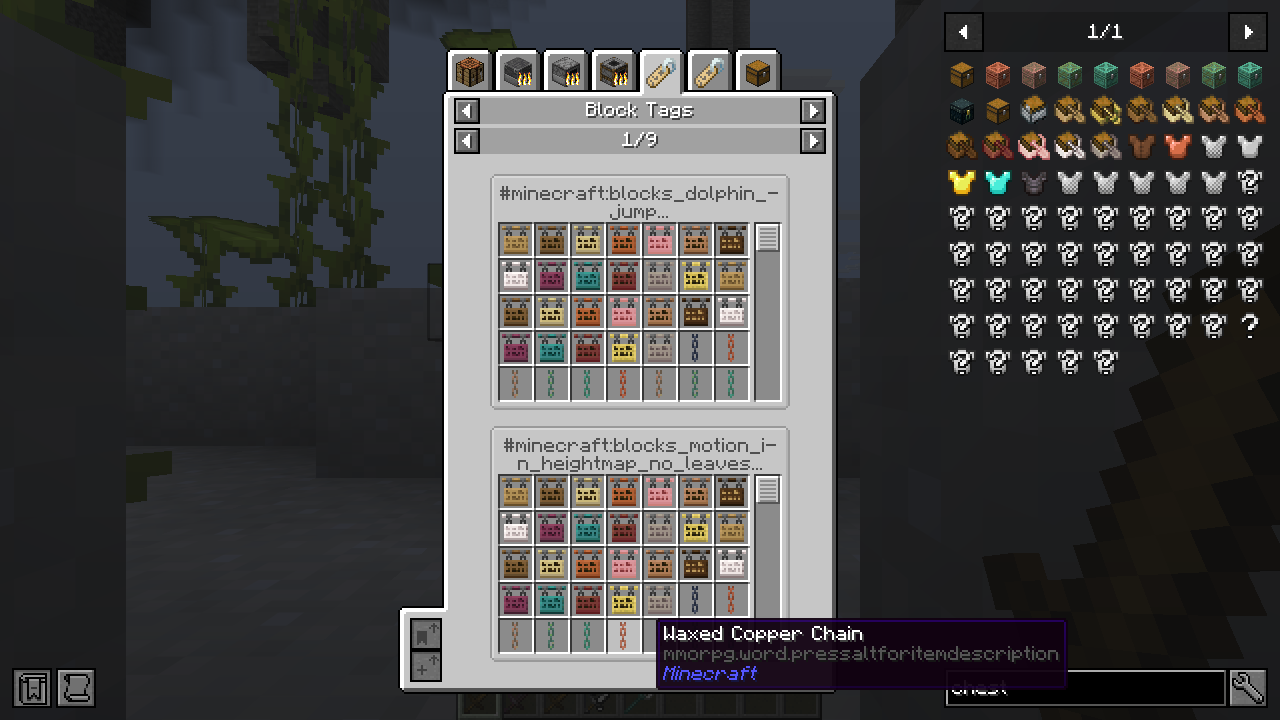 1/1
Block Tags
1/9
#minecraft:blocks_dolphin_-
jump...
#minecraft:blocks_motion_i-
n_heightmap_no_leaves...
Waxed Copper Chain
mmorpg.word.pressaltforitemdescription
Minecraft
chest